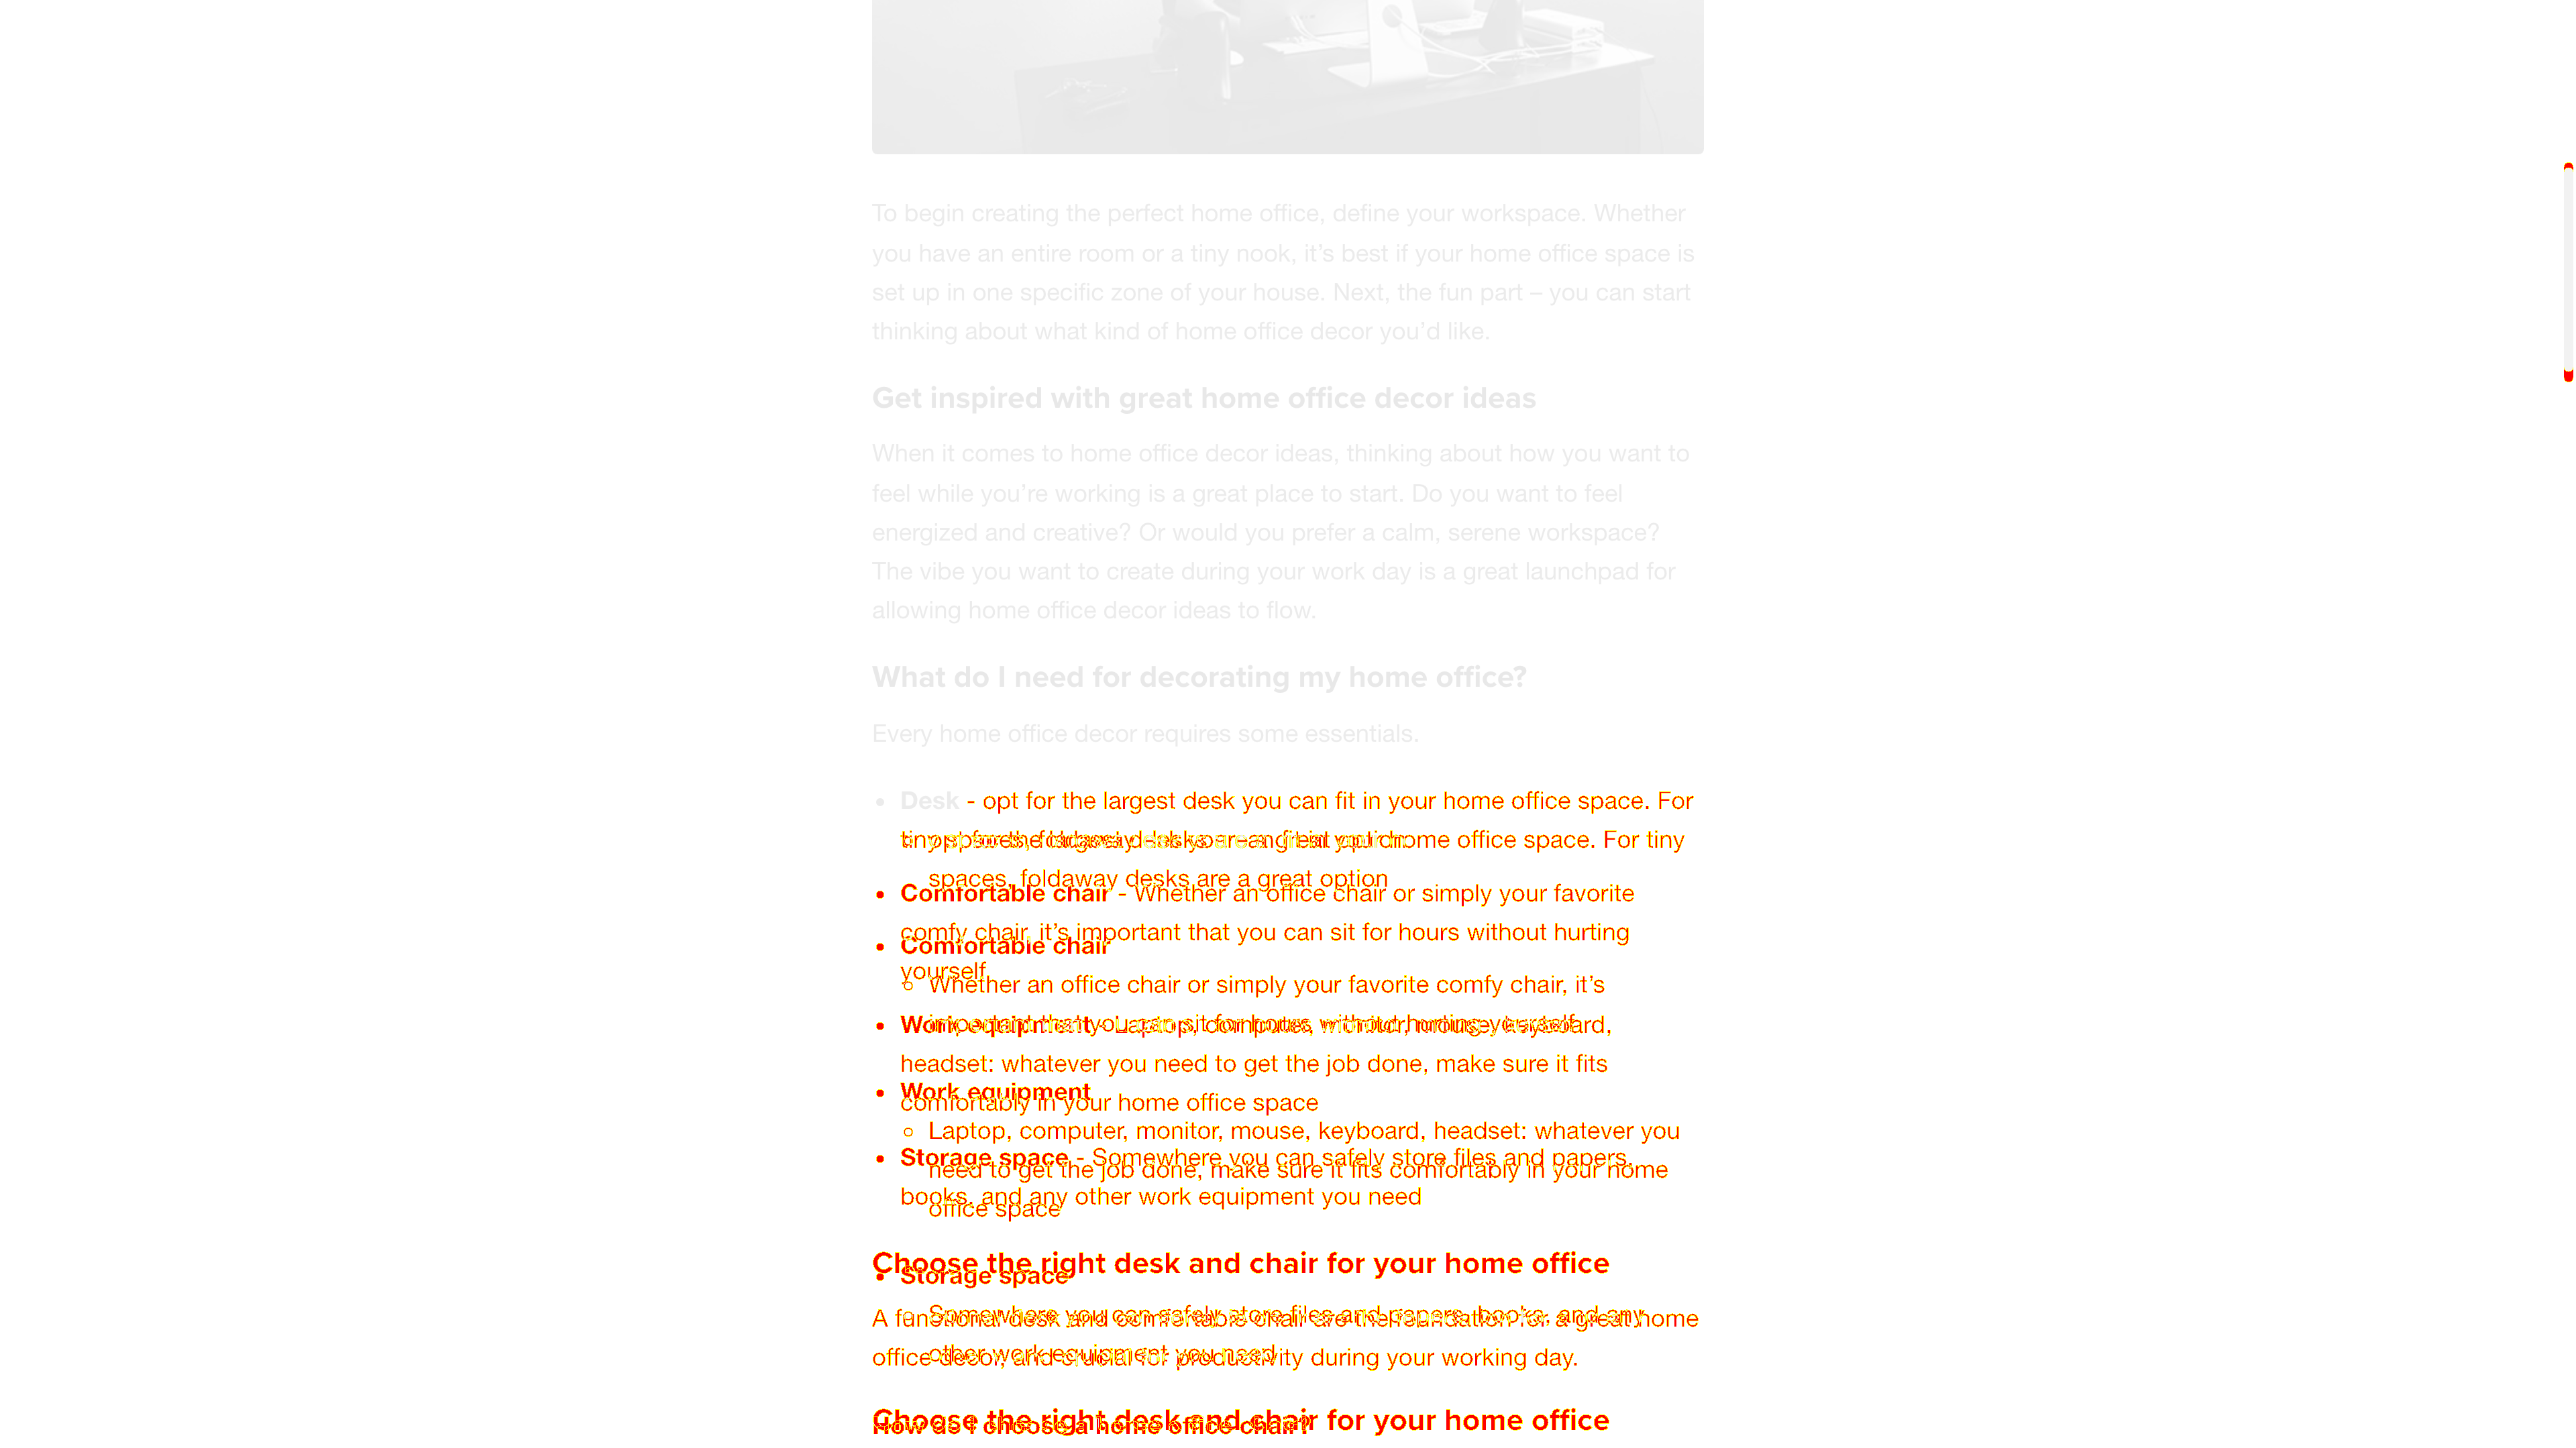 To begin creating the perfect home office, define your workspace. Whether
you have an entire room or a tiny nook, it’s best if your home office space is
set up in one specific zone of your house. Next, the fun part – you can start
thinking about what kind of home office decor you’d like.
Get inspired with great home office decor ideas
When it comes to home office decor ideas, thinking about how you want to
feel while you’re working is a great place to start. Do you want to feel
energized and creative? Or would you prefer a calm, serene workspace?
The vibe you want to create during your work day is a great launchpad for
allowing home office decor ideas to flow.
What do I need for decorating my home office?
Every home office decor requires some essentials.
• Desk - opt for the largest desk you can fit in your home office space. For
home office space. For tiny
spaces, foldaway desks are a great option
• Comfortable chair - Whether an office chair or simply your favorite
comfy chair, it’s important that you can sit for hours without hurting
• Comfortable chair
yourself
○ Whether an office chair or simply your favorite comfy chair, it’s
• Work equipment - Laptop, computer, monitor, mouse, keyboard,
important that you can sit for hours without hurting yourself
headset: whatever you need to get the job done, make sure it fits
• Work equipment
comfortably in your home office space
○ Laptop, computer, monitor, mouse, keyboard, headset: whatever you
• Storage space - Somewhere you can safely store files and papers,
need to get the job done, make sure it fits comfortably in your home
books, and any other work equipment you need
office space
Choose the right desk and chair for your home office
• Storage space
○ Somewhere you can safely store files and papers, books, and any
A functional desk and comfortable chair are the foundation for a great home
other work equipment you need
office decor, and crucial for productivity during your working day.
Choose the right desk and chair for your home office
How do I choose a home office chair?